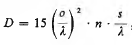 D = 15 (o/λ)² · n · s/λ,